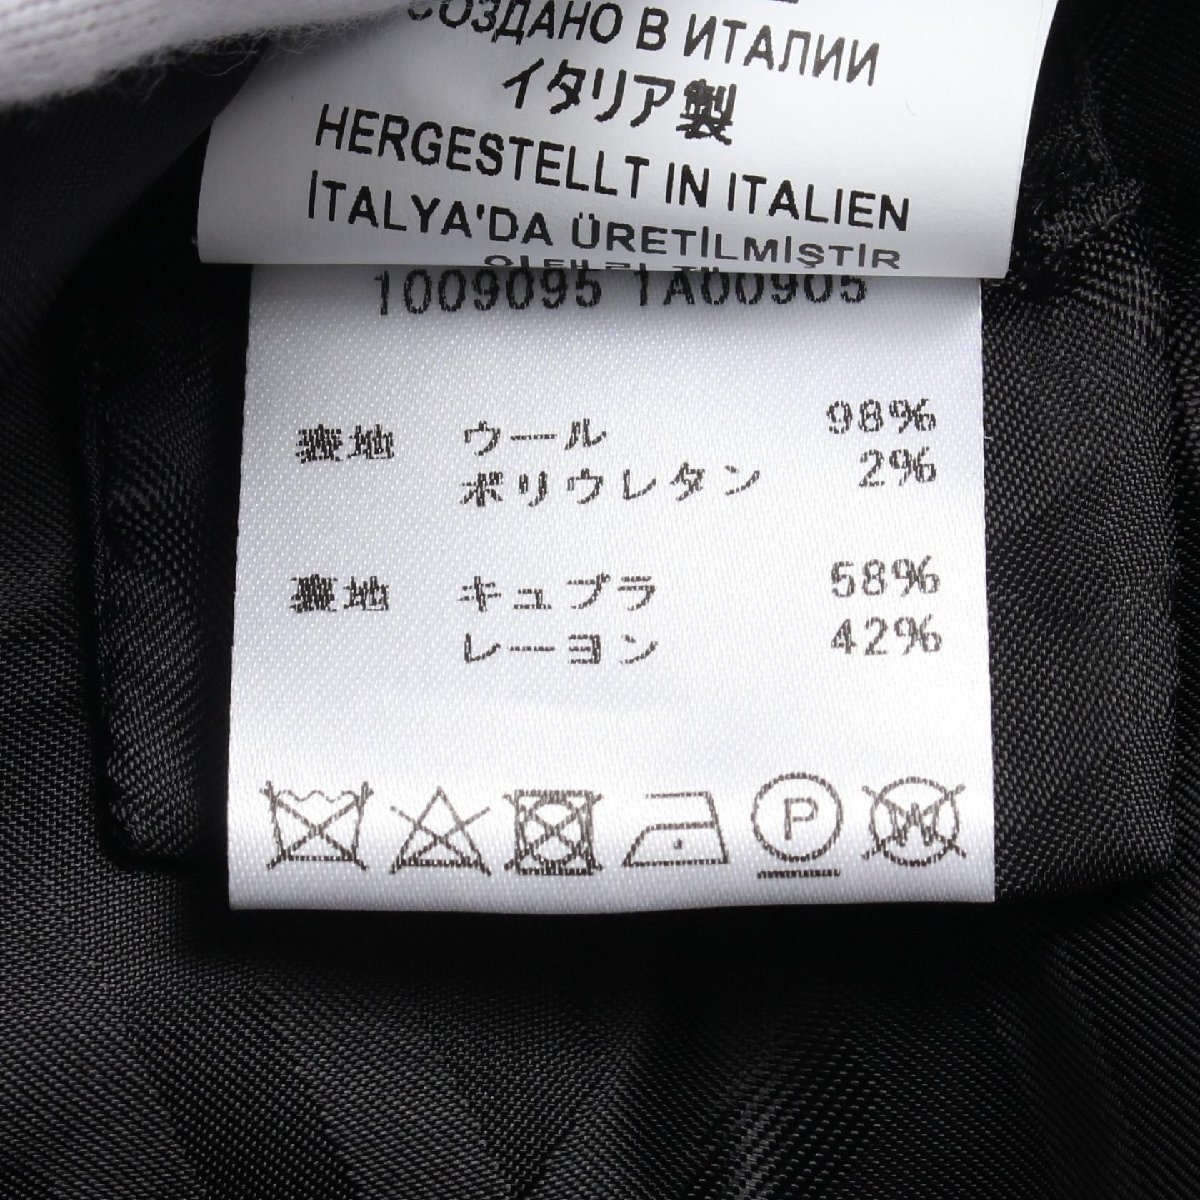 СОЗДАНО В ИТАЛИИ
イタリア製
HERGESTELLT IN ITALIEN
İTALYA'DA ÜRETİLMİŞTİR
1009095 1A00905
表地 ウール 98%
ポリウレタン 2%
裏地 キュプラ 58%
レーヨン 42%
P
W